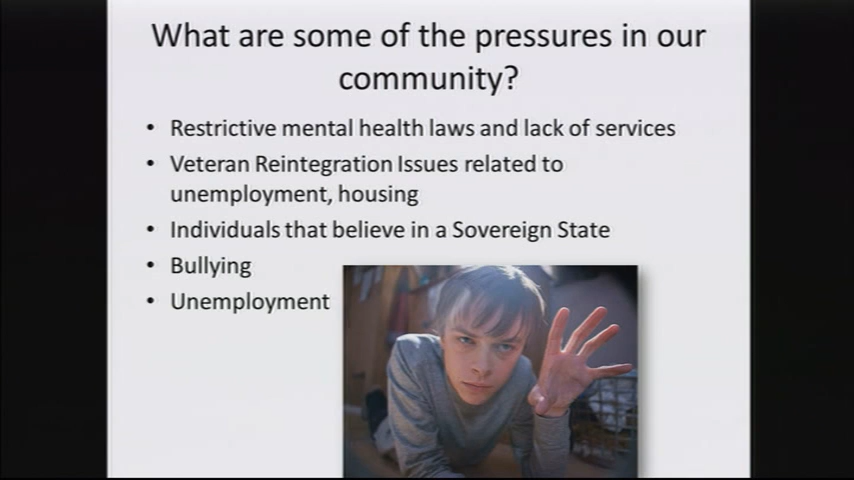 What are some of the pressures in our
community?
• Restrictive mental health laws and lack of services
• Veteran Reintegration Issues related to
unemployment, housing
• Individuals that believe in a Sovereign State
• Bullying
• Unemployment